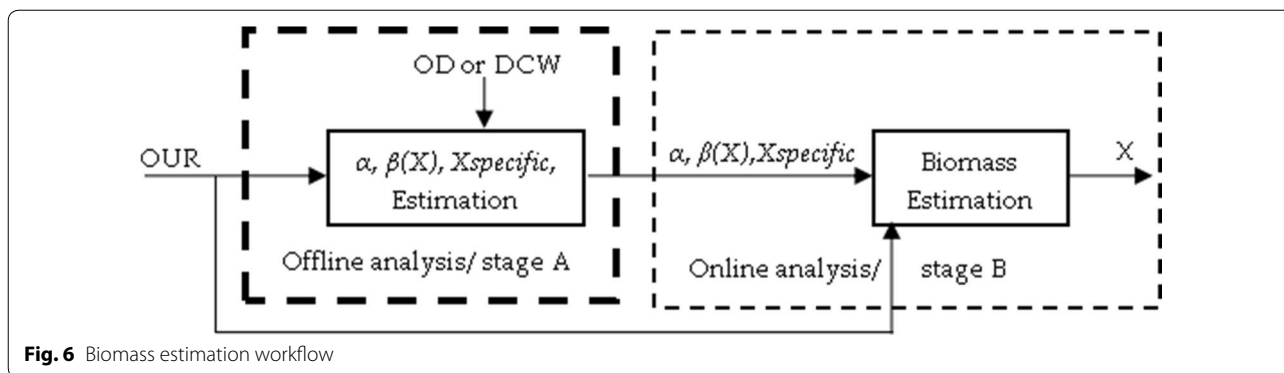 OD or DCW
OUR
α, β(X), Xspecific,
Estimation
Offline analysis/ stage A
α, β(X),Xspecific
Biomass
Estimation
X
Online analysis/ stage B
Fig. 6 Biomass estimation workflow